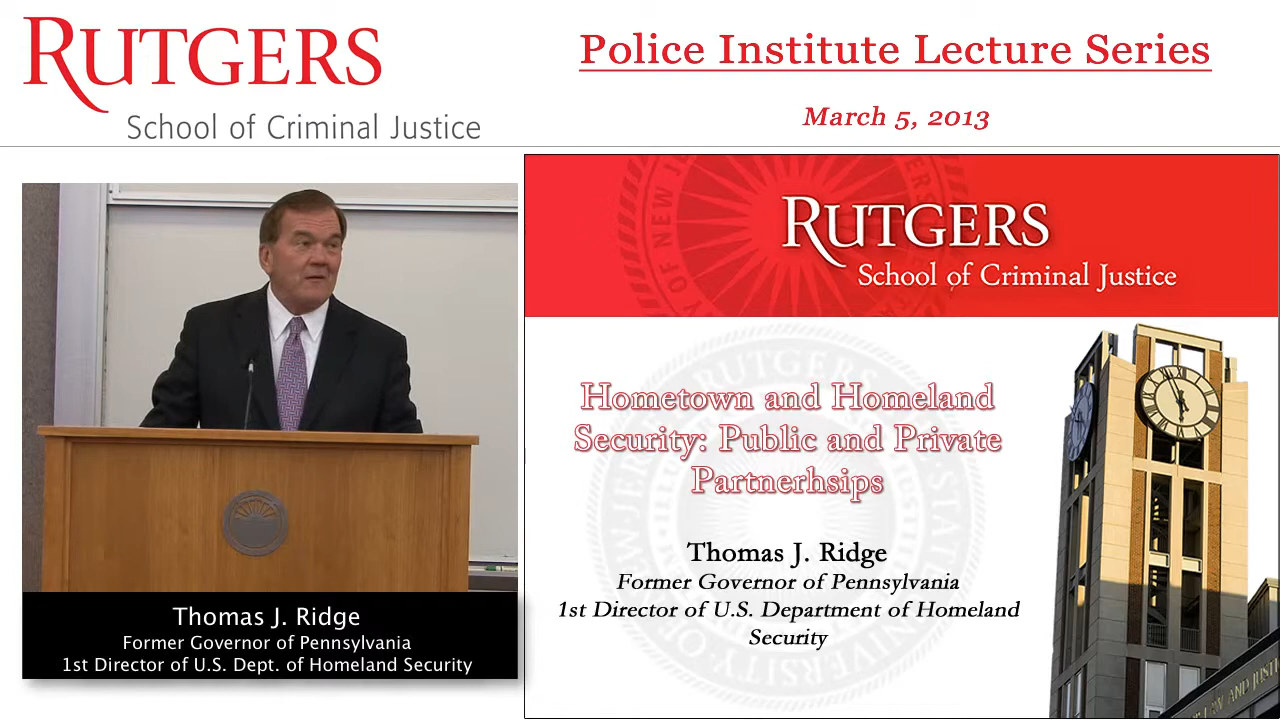 RUTGERS
School of Criminal Justice
Police Institute Lecture Series
March 5, 2013
RUTGERS
School of Criminal Justice
Hometown and Homeland
Security: Public and Private
Partnerhsips
Thomas J. Ridge
Former Governor of Pennsylvania
1st Director of U.S. Department of Homeland
Security
Thomas J. Ridge
Former Governor of Pennsylvania
1st Director of U.S. Dept. of Homeland Security